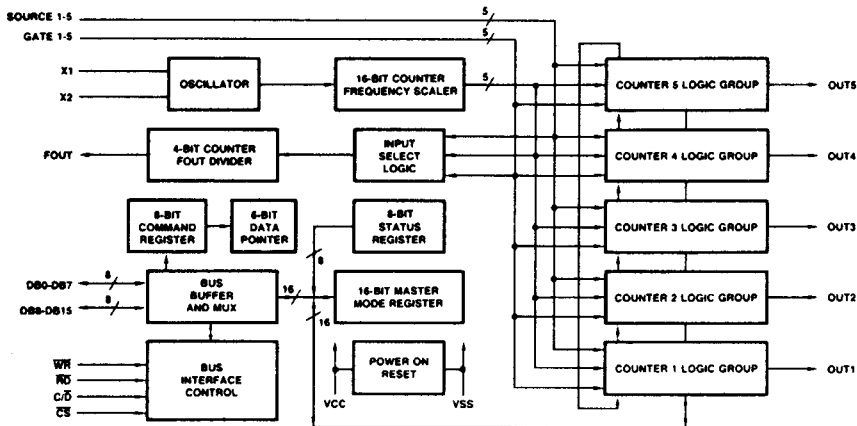 SOURCE 1-5
5
GATE 1-5
5
X1
X2
OSCILLATOR
16-BIT COUNTER
FREQUENCY SCALER
5
COUNTER 5 LOGIC GROUP
OUT5
FOUT
4-BIT COUNTER
FOUT DIVIDER
INPUT
SELECT
LOGIC
COUNTER 4 LOGIC GROUP
OUT4
8-BIT
COMMAND
REGISTER
6-BIT
DATA
POINTER
8-BIT
STATUS
REGISTER
8
COUNTER 3 LOGIC GROUP
OUT3
DB0-DB7
8
DB8-DB15
8
BUS
BUFFER
AND MUX
16
16
16-BIT MASTER
MODE REGISTER
COUNTER 2 LOGIC GROUP
OUT2
W̅R̅
R̅D̅
C/D̅
C̅S̅
BUS
INTERFACE
CONTROL
POWER ON
RESET
VCC
VSS
COUNTER 1 LOGIC GROUP
OUT1